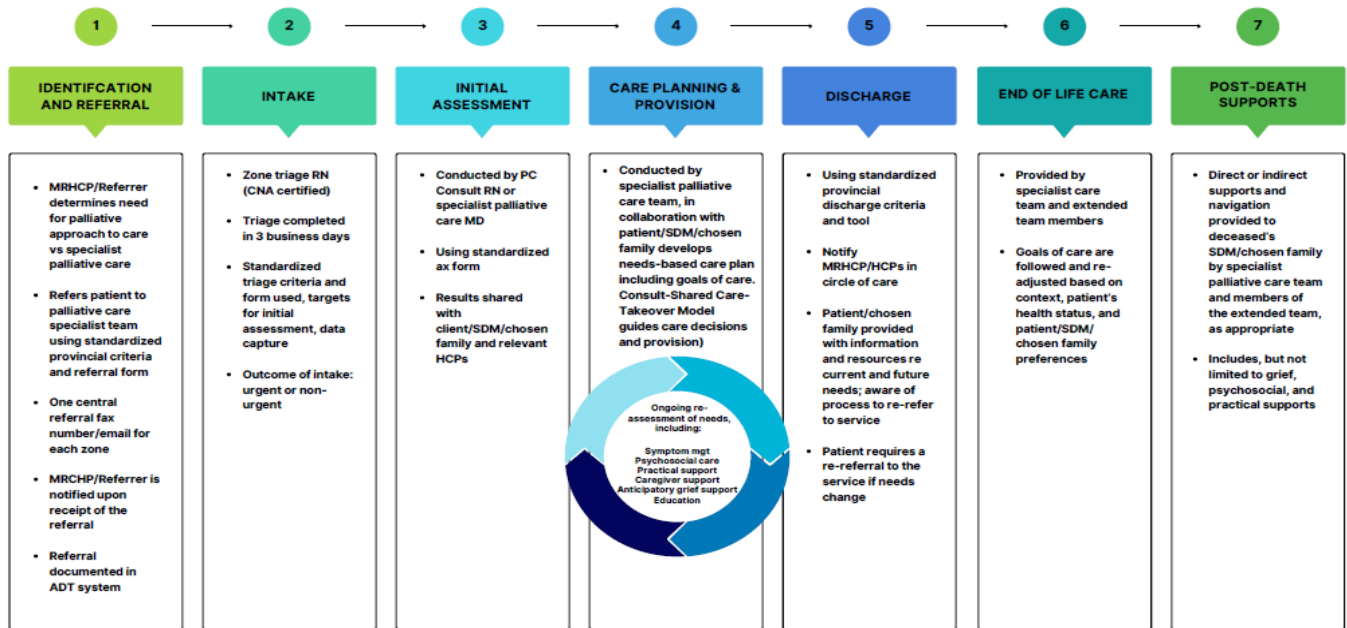 1
2
3
4
5
6
7
IDENTIFCATION
AND REFERRAL
INTAKE
INITIAL
ASSESSMENT
CARE PLANNING &
PROVISION
DISCHARGE
END OF LIFE CARE
POST-DEATH
SUPPORTS
• MRHCP/Referrer
determines need
for palliative
approach to care
vs specialist
palliative care
• Refers patient to
palliative care
specialist team
using standardized
provincial criteria
and referral form
• One central
referral fax
number/email for
each zone
• MRCHP/Referrer is
notified upon
receipt of the
referral
• Referral
documented in
ADT system
• Zone triage RN
(CNA certified)
• Triage completed
in 3 business days
• Standardized
triage criteria and
form used, targets
for initial
assessment, data
capture
• Outcome of intake:
urgent or non-
urgent
• Conducted by PC
Consult RN or
specialist palliative
care MD
• Using standardized
ax form
• Results shared
with
client/SDM/chosen
family and relevant
HCPs
• Conducted by
specialist palliative
care team, in
collaboration with
patient/SDM/chosen
family develops
needs-based care plan
including goals of care.
Consult-Shared Care-
Takeover Model
guides care decisions
and provision)
Ongoing re-
assessment of needs,
including:
Symptom mgt
Psychosocial care
Practical support
Caregiver support
Anticipatory grief support
Education
• Using standardized
provincial
discharge criteria
and tool
• Notify
MRHCP/HCPs in
circle of care
• Patient/chosen
family provided
with information
and resources re
current and future
needs; aware of
process to re-refer
to service
• Patient requires a
re-referral to the
service if needs
change
• Provided by
specialist care
team and extended
team members
• Goals of care are
followed and re-
adjusted based on
context, patient's
health status, and
patient/SDM/
chosen family
preferences
• Direct or indirect
supports and
navigation
provided to
deceased's
SDM/chosen family
by specialist
palliative care team
and members of
the extended team,
as appropriate
• Includes, but not
limited to grief,
psychosocial, and
practical supports